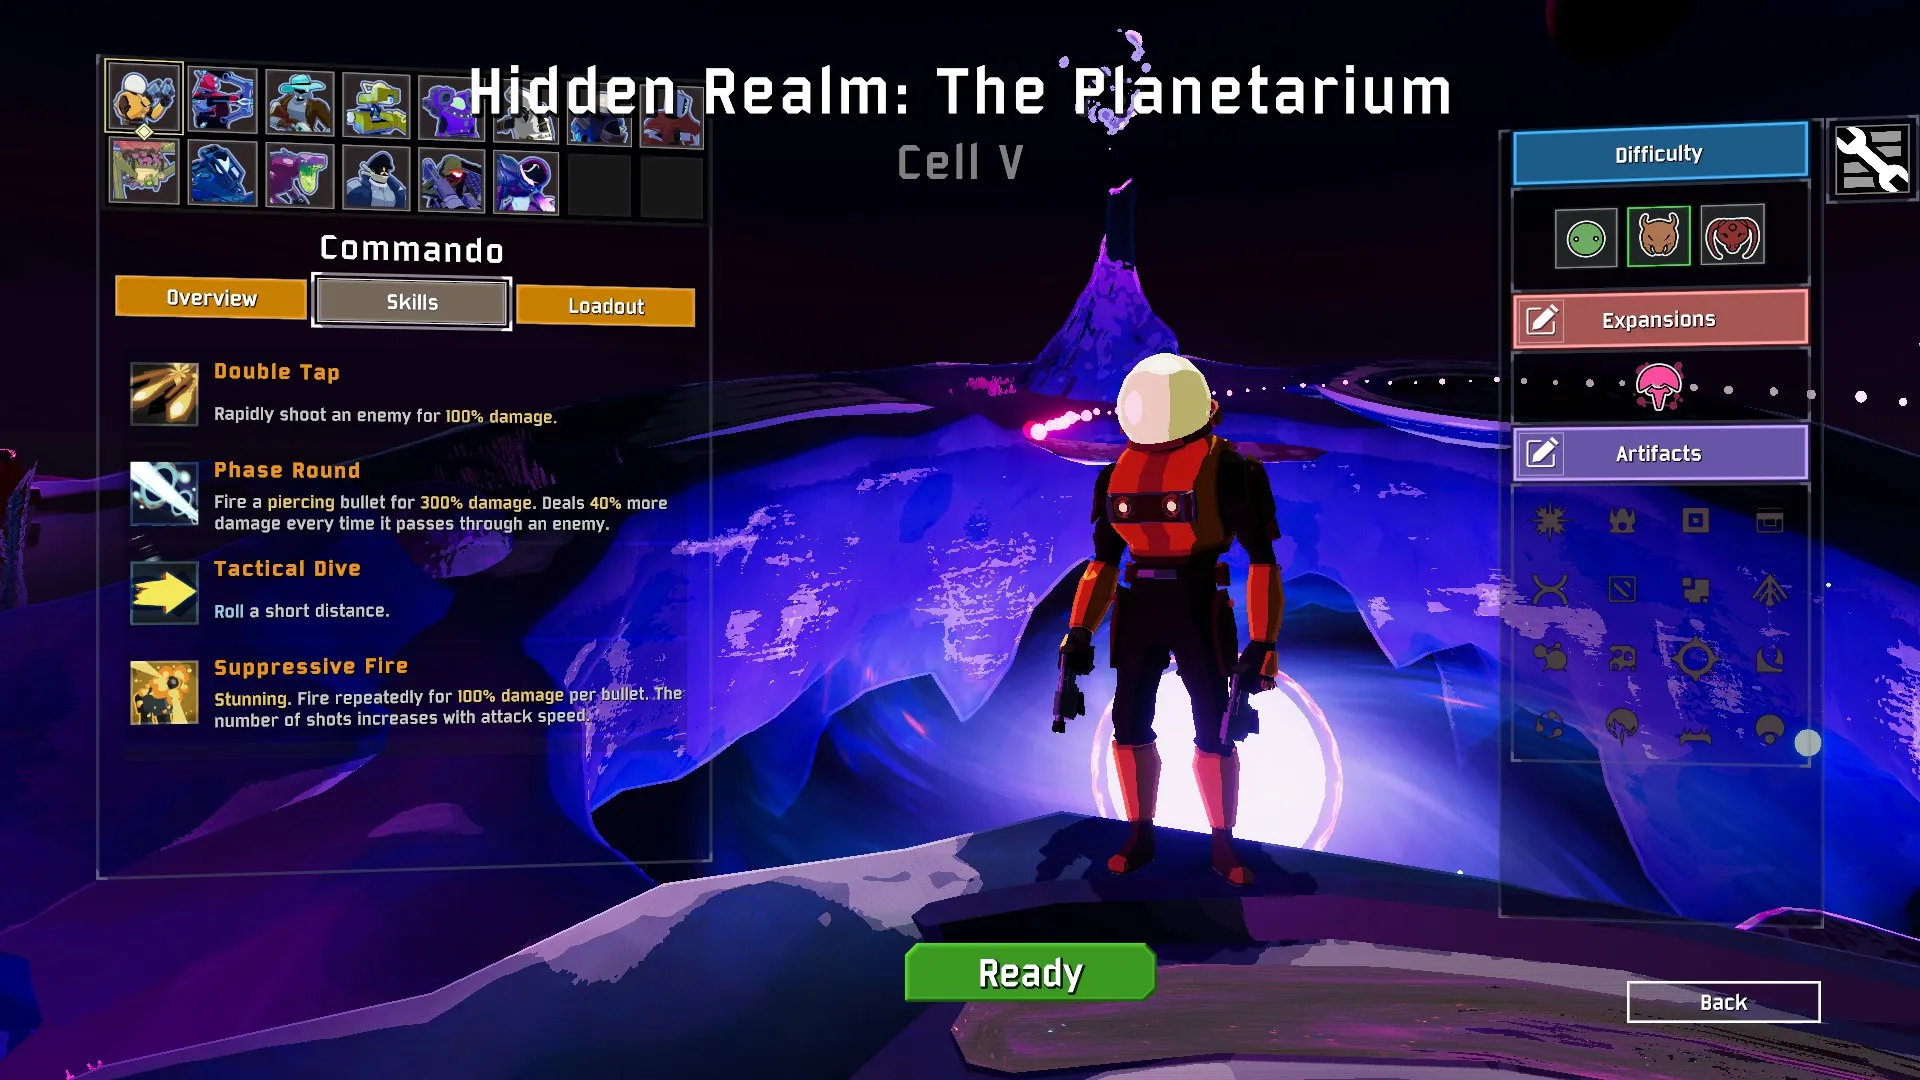 Hidden Realm: The Planetarium
Cell V
Commando
Overview
Skills
Loadout
Double Tap
Rapidly shoot an enemy for 100% damage.
Phase Round
Fire a piercing bullet for 300% damage. Deals 40% more
damage every time it passes through an enemy.
Tactical Dive
Roll a short distance.
Suppressive Fire
Stunning. Fire repeatedly for 100% damage per bullet. The
number of shots increases with attack speed.
Difficulty
Expansions
Artifacts
Ready
Back